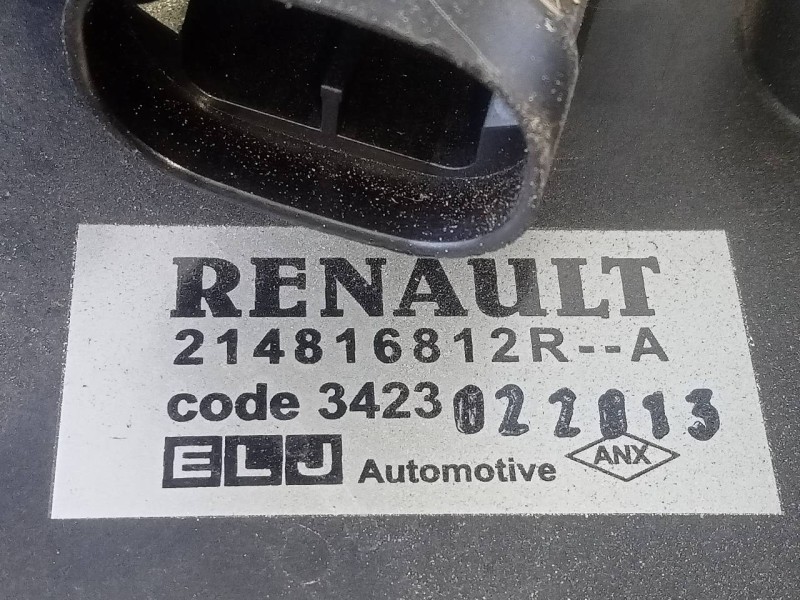 RENAULT
214816812R--A
code 3423 022013
ELJ Automotive ANX